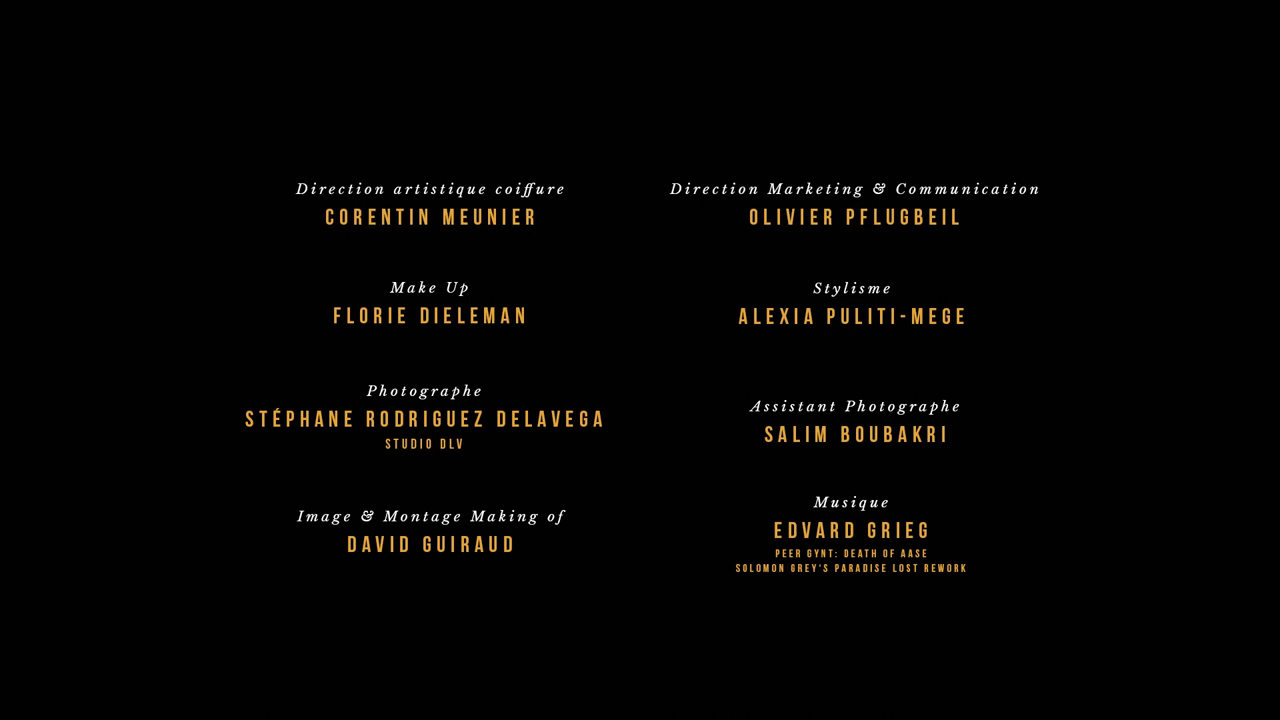 Direction artistique coiffure
CORENTIN MEUNIER
Direction Marketing & Communication
OLIVIER PFLUGBEIL
Make Up
FLORIE DIELEMAN
Stylisme
ALEXIA PULITI-MEGE
Photographe
STÉPHANE RODRIGUEZ DELAVEGA
STUDIO DLV
Assistant Photographe
SALIM BOUBAKRI
Image & Montage Making of
DAVID GUIRAUD
Musique
EDVARD GRIEG
PEER GYNT: DEATH OF AASE
SOLOMON GREY'S PARADISE LOST REWORK